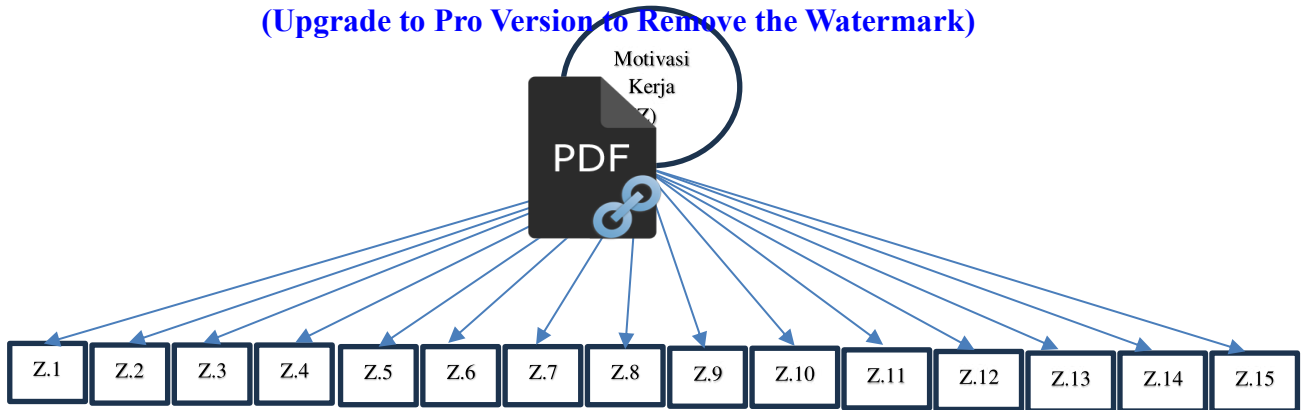 (Upgrade to Pro Version to Remove the Watermark)
Motivasi
Kerja
Z)
PDF
Z.1 Z.2 Z.3 Z.4 Z.5 Z.6 Z.7 Z.8 Z.9 Z.10 Z.11 Z.12 Z.13 Z.14 Z.15